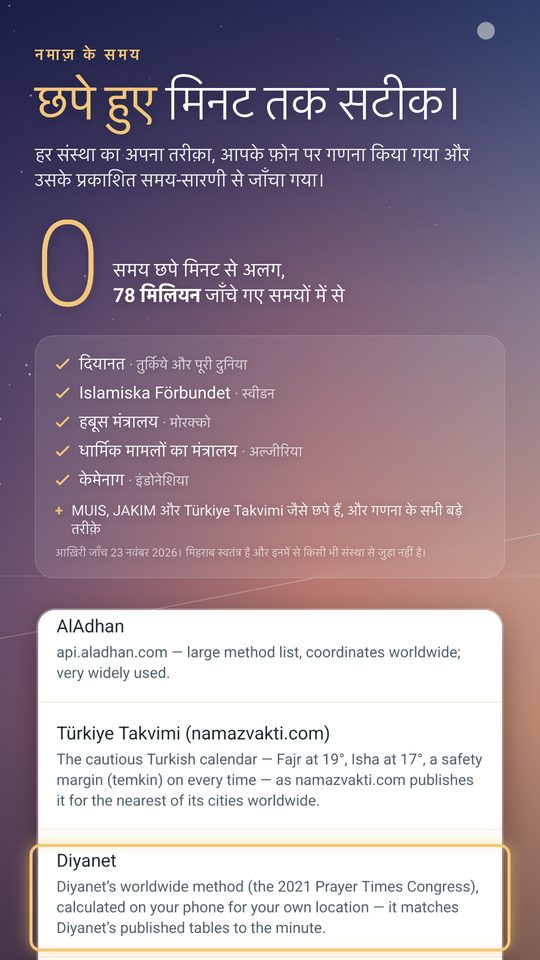 नमाज़ के समय
छपे हुए मिनट तक सटीक।
हर संस्था का अपना तरीक़ा, आपके फ़ोन पर गणना किया गया और
उसके प्रकाशित समय-सारणी से जाँचा गया।
0
समय छपे मिनट से अलग,
78 मिलियन जाँचे गए समयों में से
दियानत · तुर्किये और पूरी दुनिया
Islamiska Förbundet · स्वीडन
हबूस मंत्रालय · मोरक्को
धार्मिक मामलों का मंत्रालय · अल्जीरिया
केमेनाग · इंडोनेशिया
+ MUIS, JAKIM और Türkiye Takvimi जैसे छपे हैं, और गणना के सभी बड़े
तरीक़े
आख़िरी जाँच 23 नवंबर 2026। मिहराब स्वतंत्र है और इनमें से किसी भी संस्था से जुड़ा नहीं है।
AlAdhan
api.aladhan.com — large method list, coordinates worldwide;
very widely used.
Türkiye Takvimi (namazvakti.com)
The cautious Turkish calendar — Fajr at 19°, Isha at 17°, a safety
margin (temkin) on every time — as namazvakti.com publishes
it for the nearest of its cities worldwide.
Diyanet
Diyanet’s worldwide method (the 2021 Prayer Times Congress),
calculated on your phone for your own location — it matches
Diyanet’s published tables to the minute.